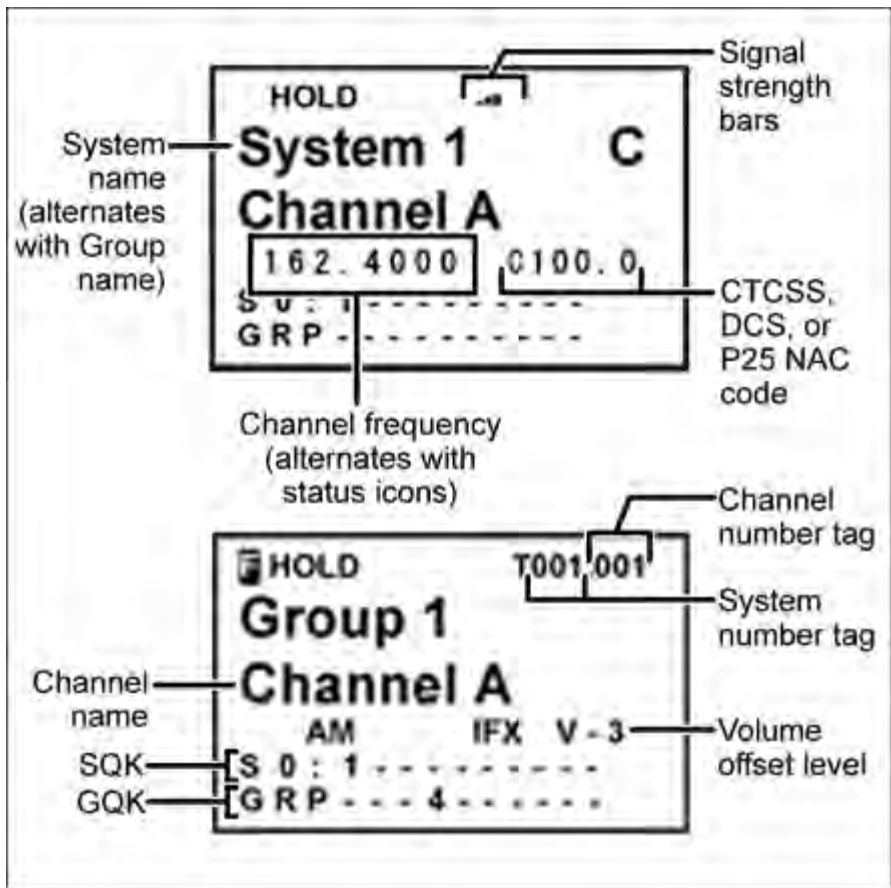 Signal
strength
bars
HOLD
System
name
(alternates
with Group
name)
System 1 C
Channel A
162.4000 C100.0
S0:1---------
GRP----------
CTCSS,
DCS, or
P25 NAC
code
Channel frequency
(alternates with
status icons)
Channel
number tag
HOLD T001 001
System
number tag
Group 1
Channel
name
Channel A
AM IFX V-3
Volume
offset level
SQK
S0:1---------
GQK
GRP---4------